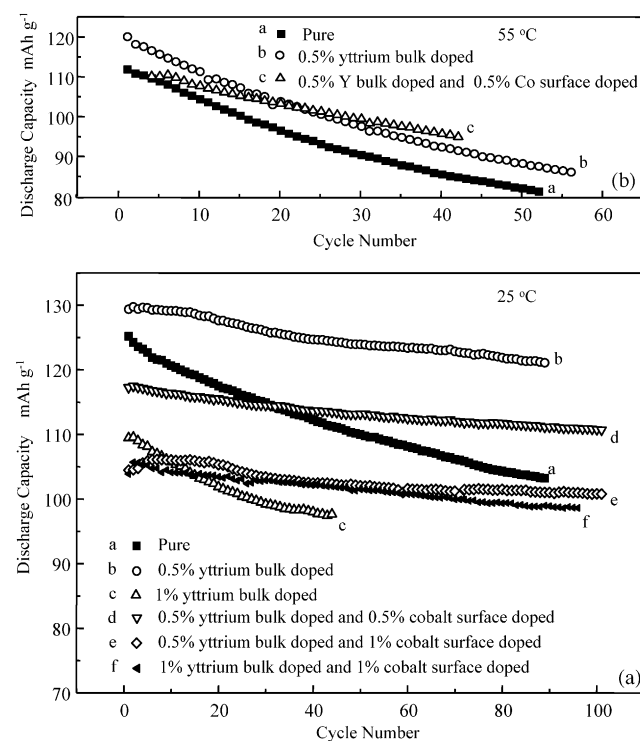 a ■ Pure 55 °C
b 0.5% yttrium bulk doped
c 0.5% Y bulk doped and 0.5% Co surface doped
120
110
100
90
80
c
b
a
(b)
0 10 20 30 40 50 60
Cycle Number
Discharge Capacity mAh g-1
25 °C
130
120
110
100
90
80
70
b
d
a
e
f
c
a ■ Pure
b 0.5% yttrium bulk doped
c 1% yttrium bulk doped
d 0.5% yttrium bulk doped and 0.5% cobalt surface doped
e 0.5% yttrium bulk doped and 1% cobalt surface doped
f 1% yttrium bulk doped and 1% cobalt surface doped
(a)
0 20 40 60 80 100
Cycle Number
Discharge Capacity mAh g-1